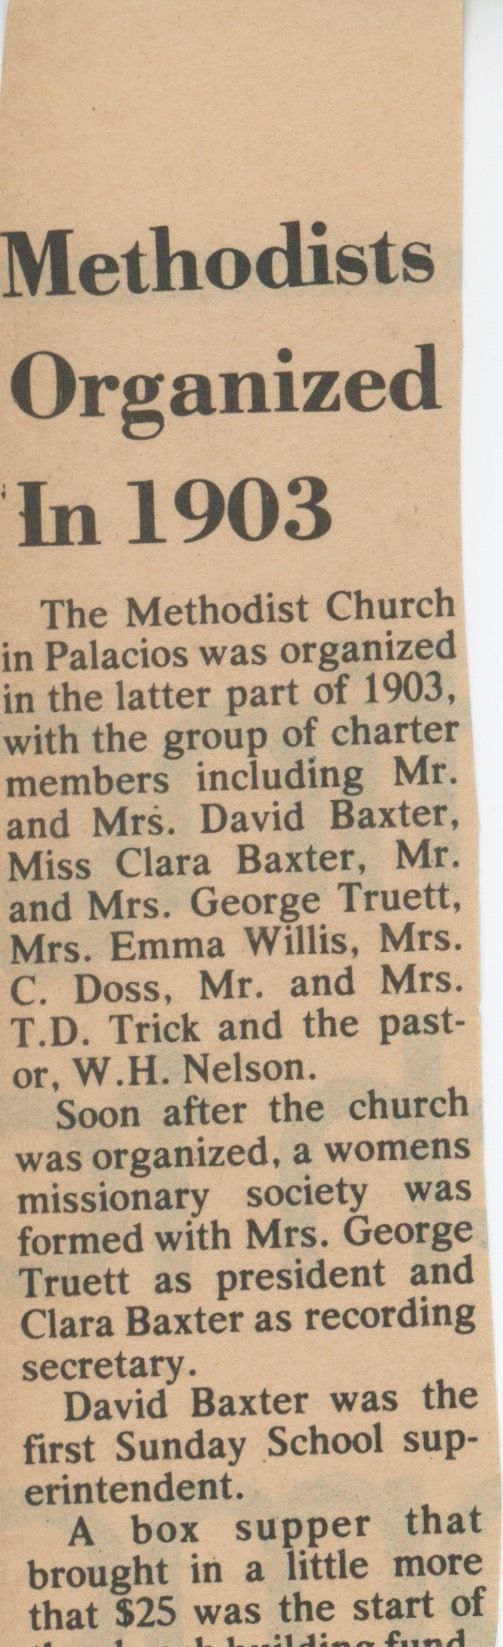 Methodists
Organized
In 1903
The Methodist Church
in Palacios was organized
in the latter part of 1903,
with the group of charter
members including Mr.
and Mrs. David Baxter,
Miss Clara Baxter, Mr.
and Mrs. George Truett,
Mrs. Emma Willis, Mrs.
C. Doss, Mr. and Mrs.
T.D. Trick and the past-
or, W.H. Nelson.
Soon after the church
was organized, a womens
missionary society was
formed with Mrs. George
Truett as president and
Clara Baxter as recording
secretary.
David Baxter was the
first Sunday School sup-
erintendent.
A box supper that
brought in a little more
that $25 was the start of
building fund